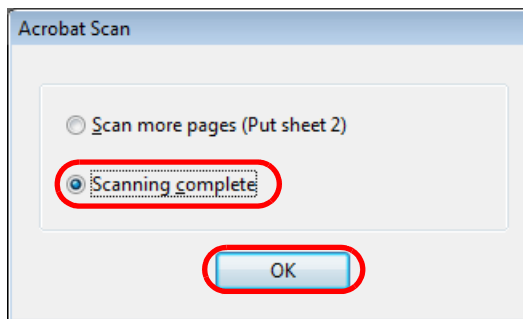 Acrobat Scan
Scan more pages (Put sheet 2)
Scanning complete
OK